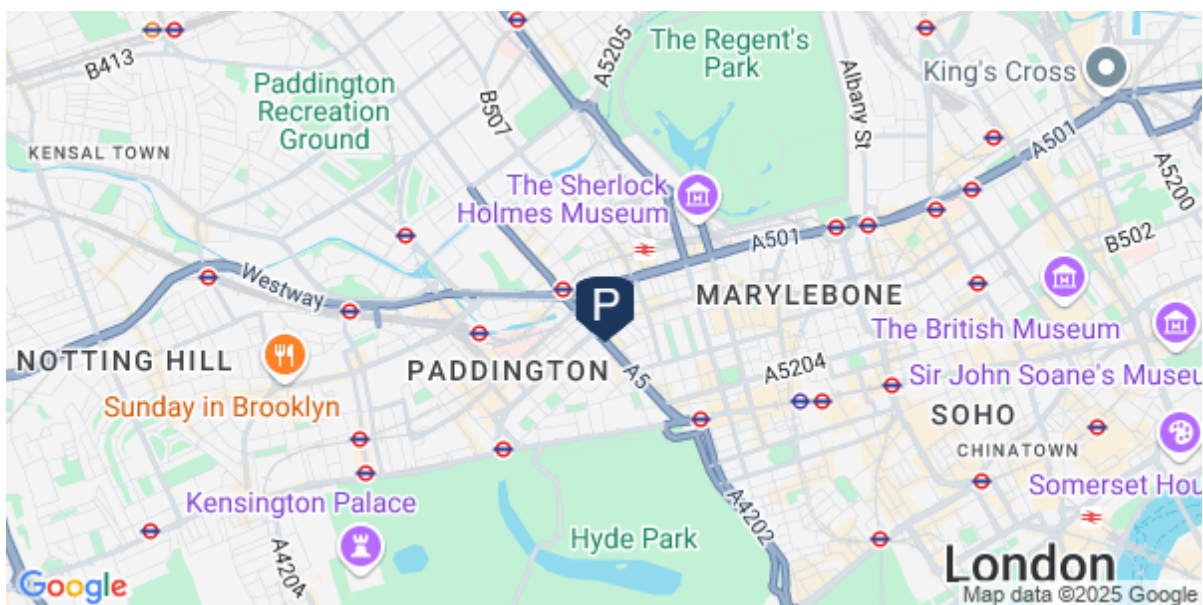 B413
A5205
The Regent's
Park
Albany St
King's Cross
Paddington
Recreation
Ground
B507
KENSAL TOWN
A501
A5200
The Sherlock
Holmes Museum
A501
B502
Westway
P
MARYLEBONE
The British Museum
NOTTING HILL
PADDINGTON
A5
A5204
Sir John Soane's Museu
Sunday in Brooklyn
SOHO
CHINATOWN
Kensington Palace
Somerset Hou
A4202
A4204
Hyde Park
London
Google
Map data ©2025 Google